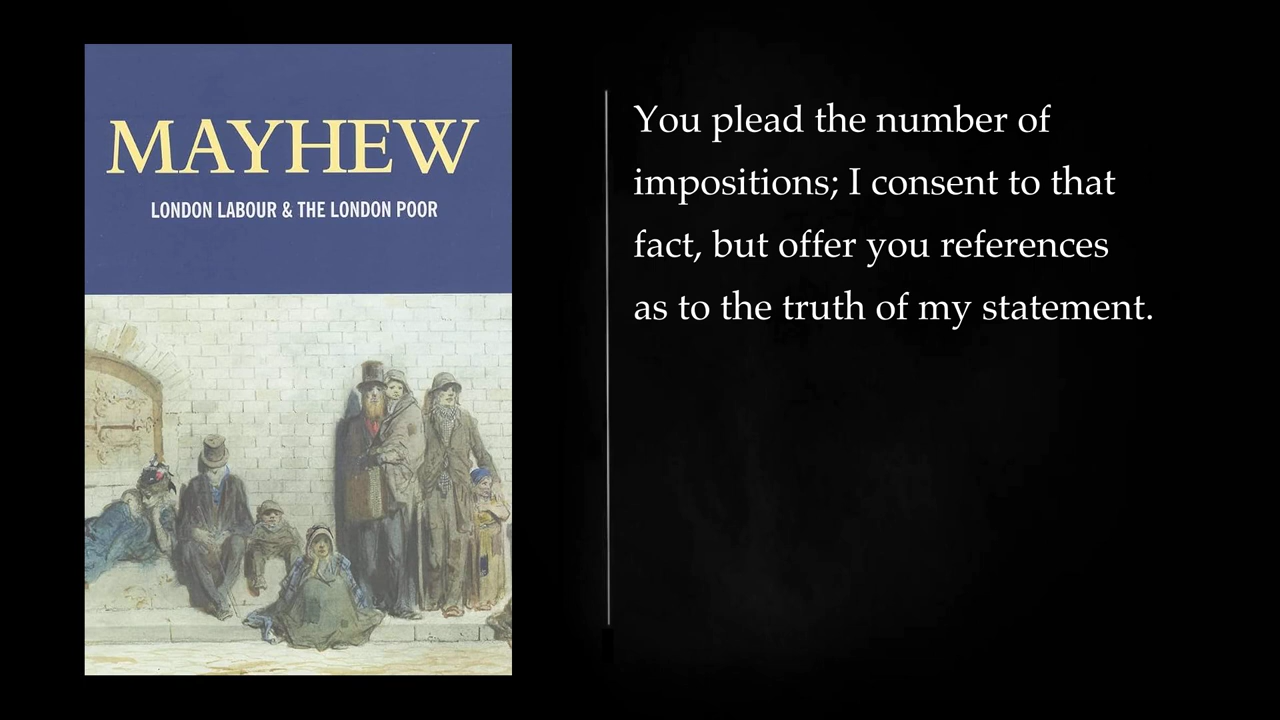 MAYHEW
LONDON LABOUR & THE LONDON POOR
You plead the number of
impositions; I consent to that
fact, but offer you references
as to the truth of my statement.